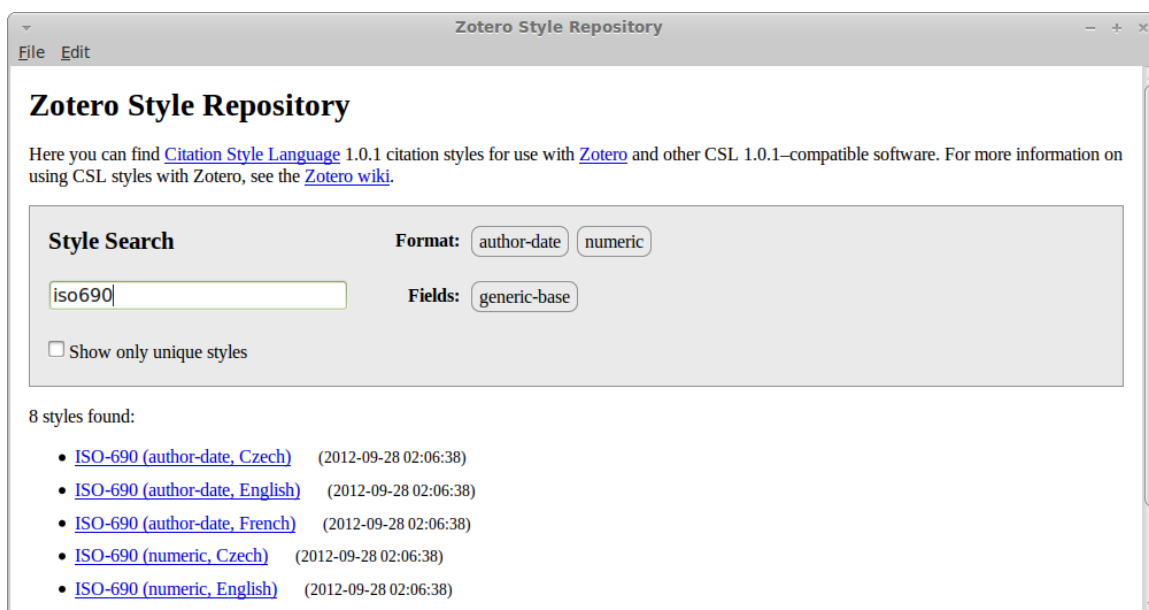 Zotero Style Repository
File Edit
Zotero Style Repository
Here you can find Citation Style Language 1.0.1 citation styles for use with Zotero and other CSL 1.0.1–compatible software. For more information on
using CSL styles with Zotero, see the Zotero wiki.
Style Search Format: author-date numeric
iso690 Fields: generic-base
Show only unique styles
8 styles found:
• ISO-690 (author-date, Czech) (2012-09-28 02:06:38)
• ISO-690 (author-date, English) (2012-09-28 02:06:38)
• ISO-690 (author-date, French) (2012-09-28 02:06:38)
• ISO-690 (numeric, Czech) (2012-09-28 02:06:38)
• ISO-690 (numeric, English) (2012-09-28 02:06:38)